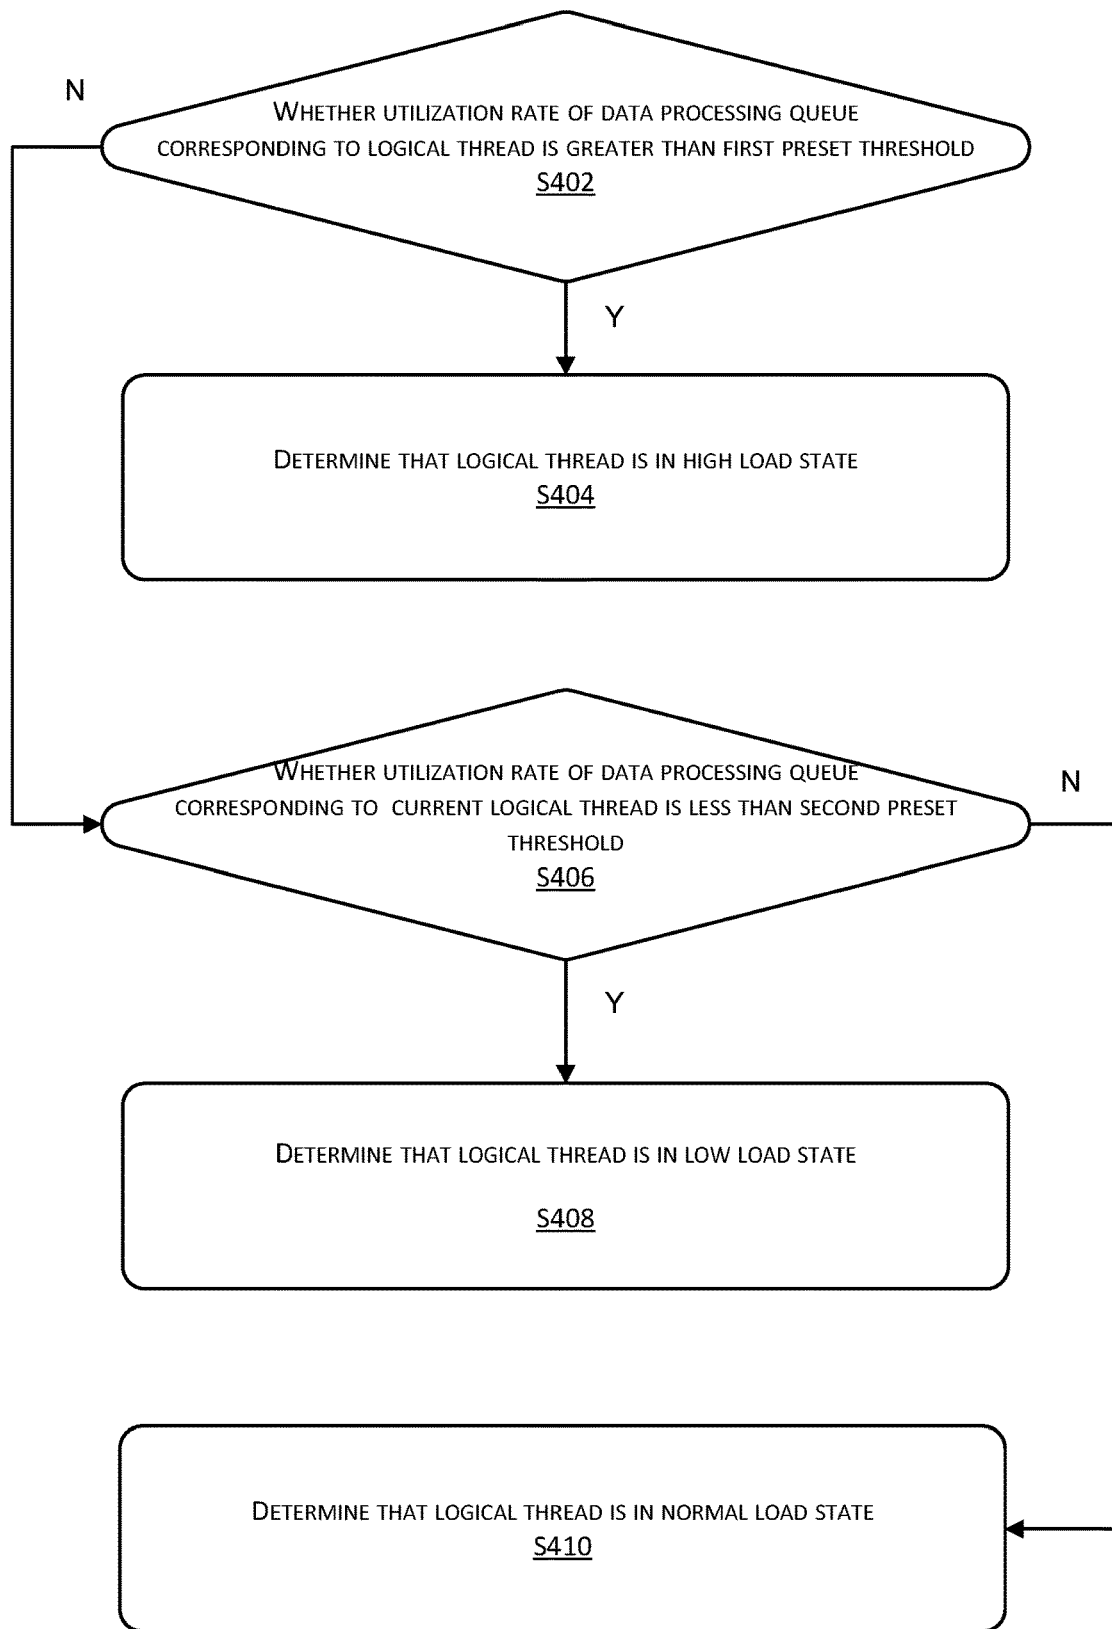 N
WHETHER UTILIZATION RATE OF DATA PROCESSING QUEUE
CORRESPONDING TO LOGICAL THREAD IS GREATER THAN FIRST PRESET THRESHOLD
S402
Y
DETERMINE THAT LOGICAL THREAD IS IN HIGH LOAD STATE
S404
WHETHER UTILIZATION RATE OF DATA PROCESSING QUEUE
CORRESPONDING TO CURRENT LOGICAL THREAD IS LESS THAN SECOND PRESET
THRESHOLD
S406
N
Y
DETERMINE THAT LOGICAL THREAD IS IN LOW LOAD STATE
S408
DETERMINE THAT LOGICAL THREAD IS IN NORMAL LOAD STATE
S410